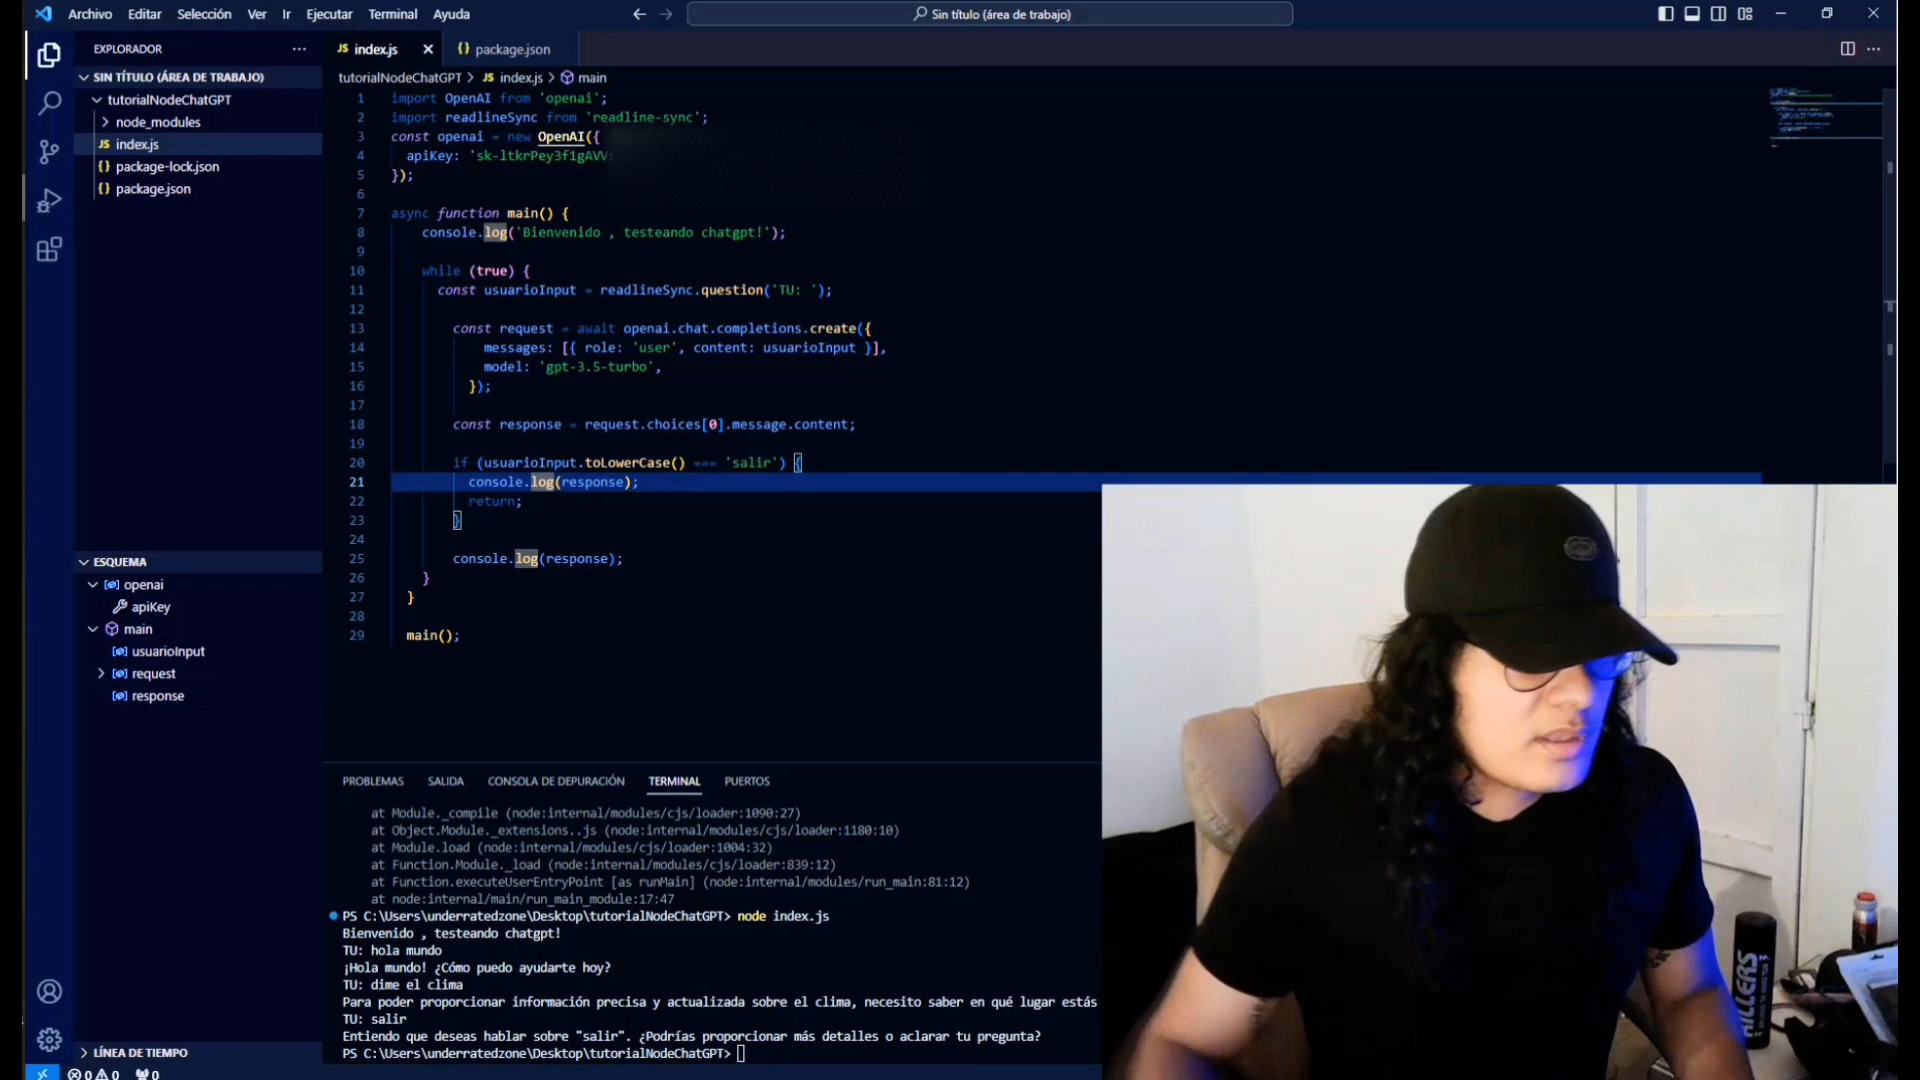 Archivo Editar Selección Ver Ir Ejecutar Terminal Ayuda
Sin título (área de trabajo)
EXPLORADOR
SIN TÍTULO (ÁREA DE TRABAJO)
tutorialNodeChatGPT
node_modules
JS index.js
{} package-lock.json
{} package.json
ESQUEMA
openai
apiKey
main
usuarioInput
request
response
LÍNEA DE TIEMPO
0 0 0
JS index.js {} package.json
tutorialNodeChatGPT > JS index.js > main
1 import OpenAI from 'openai';
2 import readlineSync from 'readline-sync';
3 const openai = new OpenAI({
4 apiKey: 'sk-ltkrPey3f1gAVV
5 });
6
7 async function main() {
8 console.log('Bienvenido , testeando chatgpt!');
9
10 while (true) {
11 const usuarioInput = readlineSync.question('TU: ');
12
13 const request = await openai.chat.completions.create({
14 messages: [{ role: 'user', content: usuarioInput }],
15 model: 'gpt-3.5-turbo',
16 });
17
18 const response = request.choices[0].message.content;
19
20 if (usuarioInput.toLowerCase() === 'salir') {
21 console.log(response);
22 return;
23 }
24
25 console.log(response);
26 }
27 }
28
29 main();
PROBLEMAS SALIDA CONSOLA DE DEPURACIÓN TERMINAL PUERTOS
at Module._compile (node:internal/modules/cjs/loader:1090:27)
at Object.Module._extensions..js (node:internal/modules/cjs/loader:1180:10)
at Module.load (node:internal/modules/cjs/loader:1004:32)
at Function.Module._load (node:internal/modules/cjs/loader:839:12)
at Function.executeUserEntryPoint [as runMain] (node:internal/modules/run_main:81:12)
at node:internal/main/run_main_module:17:47
PS C:\Users\underratedzone\Desktop\tutorialNodeChatGPT> node index.js
Bienvenido , testeando chatgpt!
TU: hola mundo
¡Hola mundo! ¿Cómo puedo ayudarte hoy?
TU: dime el clima
Para poder proporcionar información precisa y actualizada sobre el clima, necesito saber en qué lugar estás
TU: salir
Entiendo que deseas hablar sobre "salir". ¿Podrías proporcionar más detalles o aclarar tu pregunta?
PS C:\Users\underratedzone\Desktop\tutorialNodeChatGPT>